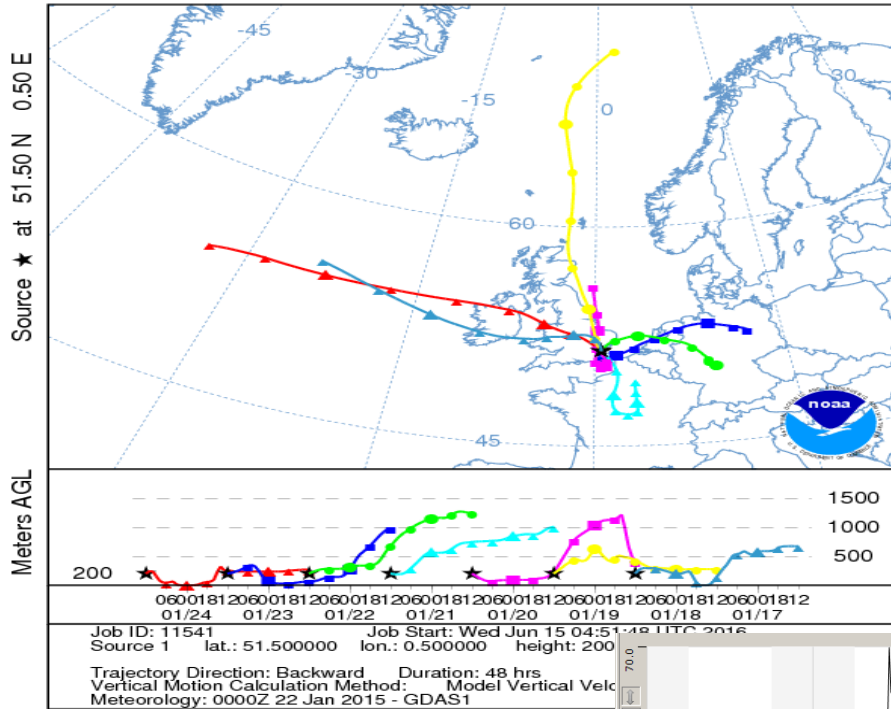 Source ★ at 51.50 N 0.50 E
-45
-30
-15
0
30
60
45
noaa
U.S. DEPARTMENT OF COMMERCE
Meters AGL
1500
1000
500
200
06 00 18 12 06 00 18 12 06 00 18 12 06 00 18 12 06 00 18 12 06 00 18 12 06 00 18 12 06 00 18 12
01/24 01/23 01/22 01/21 01/20 01/19 01/18 01/17
Job ID: 11541 Job Start: Wed Jun 15 04:51:48 UTC 2016
Source 1 lat.: 51.500000 lon.: 0.500000 height: 200
Trajectory Direction: Backward Duration: 48 hrs
Vertical Motion Calculation Method: Model Vertical Velo
Meteorology: 0000Z 22 Jan 2015 - GDAS1
70.0